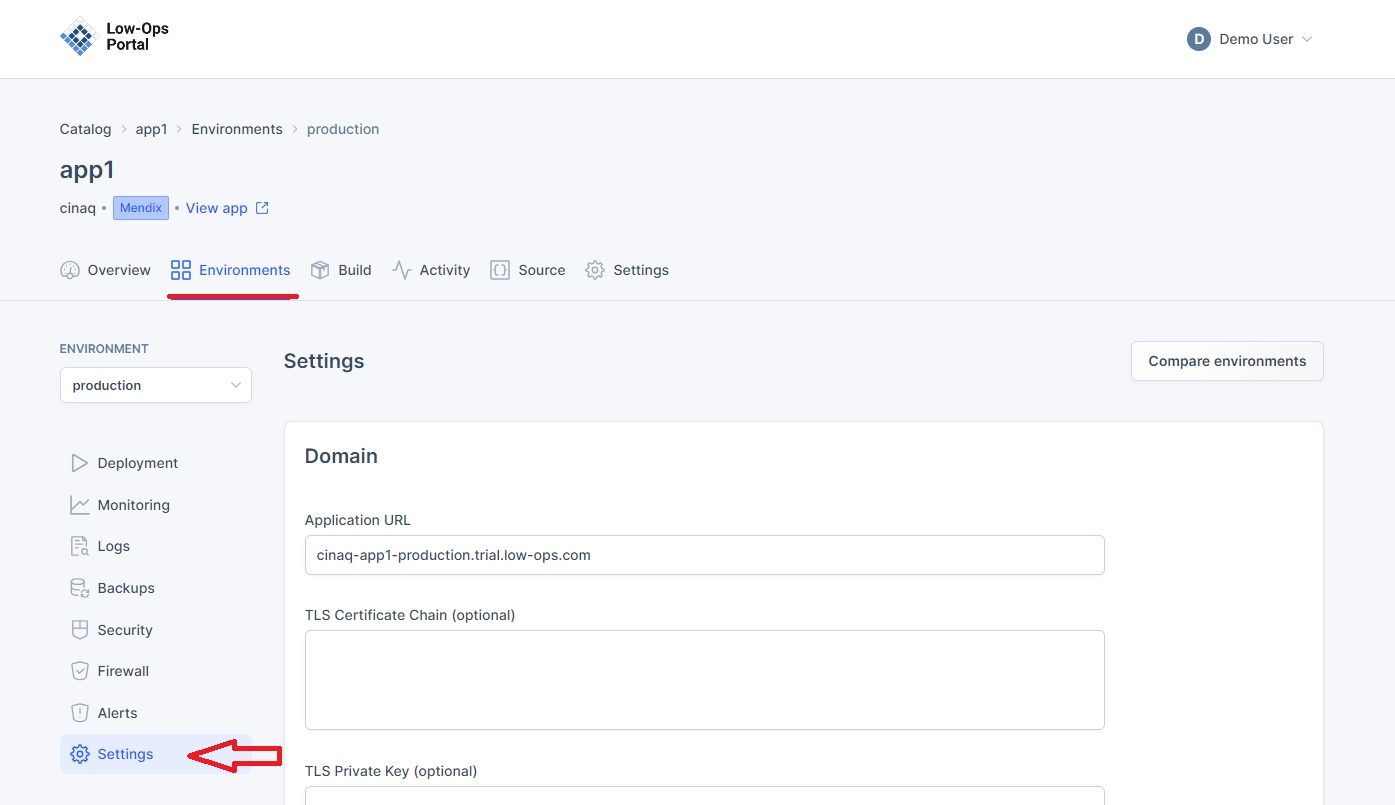 Low-Ops
Portal
D Demo User
Catalog > app1 > Environments > production
app1
cinaq • Mendix • View app
Overview Environments Build Activity Source Settings
ENVIRONMENT
production
Settings
Compare environments
Deployment
Monitoring
Logs
Backups
Security
Firewall
Alerts
Settings
Domain
Application URL
cinaq-app1-production.trial.low-ops.com
TLS Certificate Chain (optional)
TLS Private Key (optional)